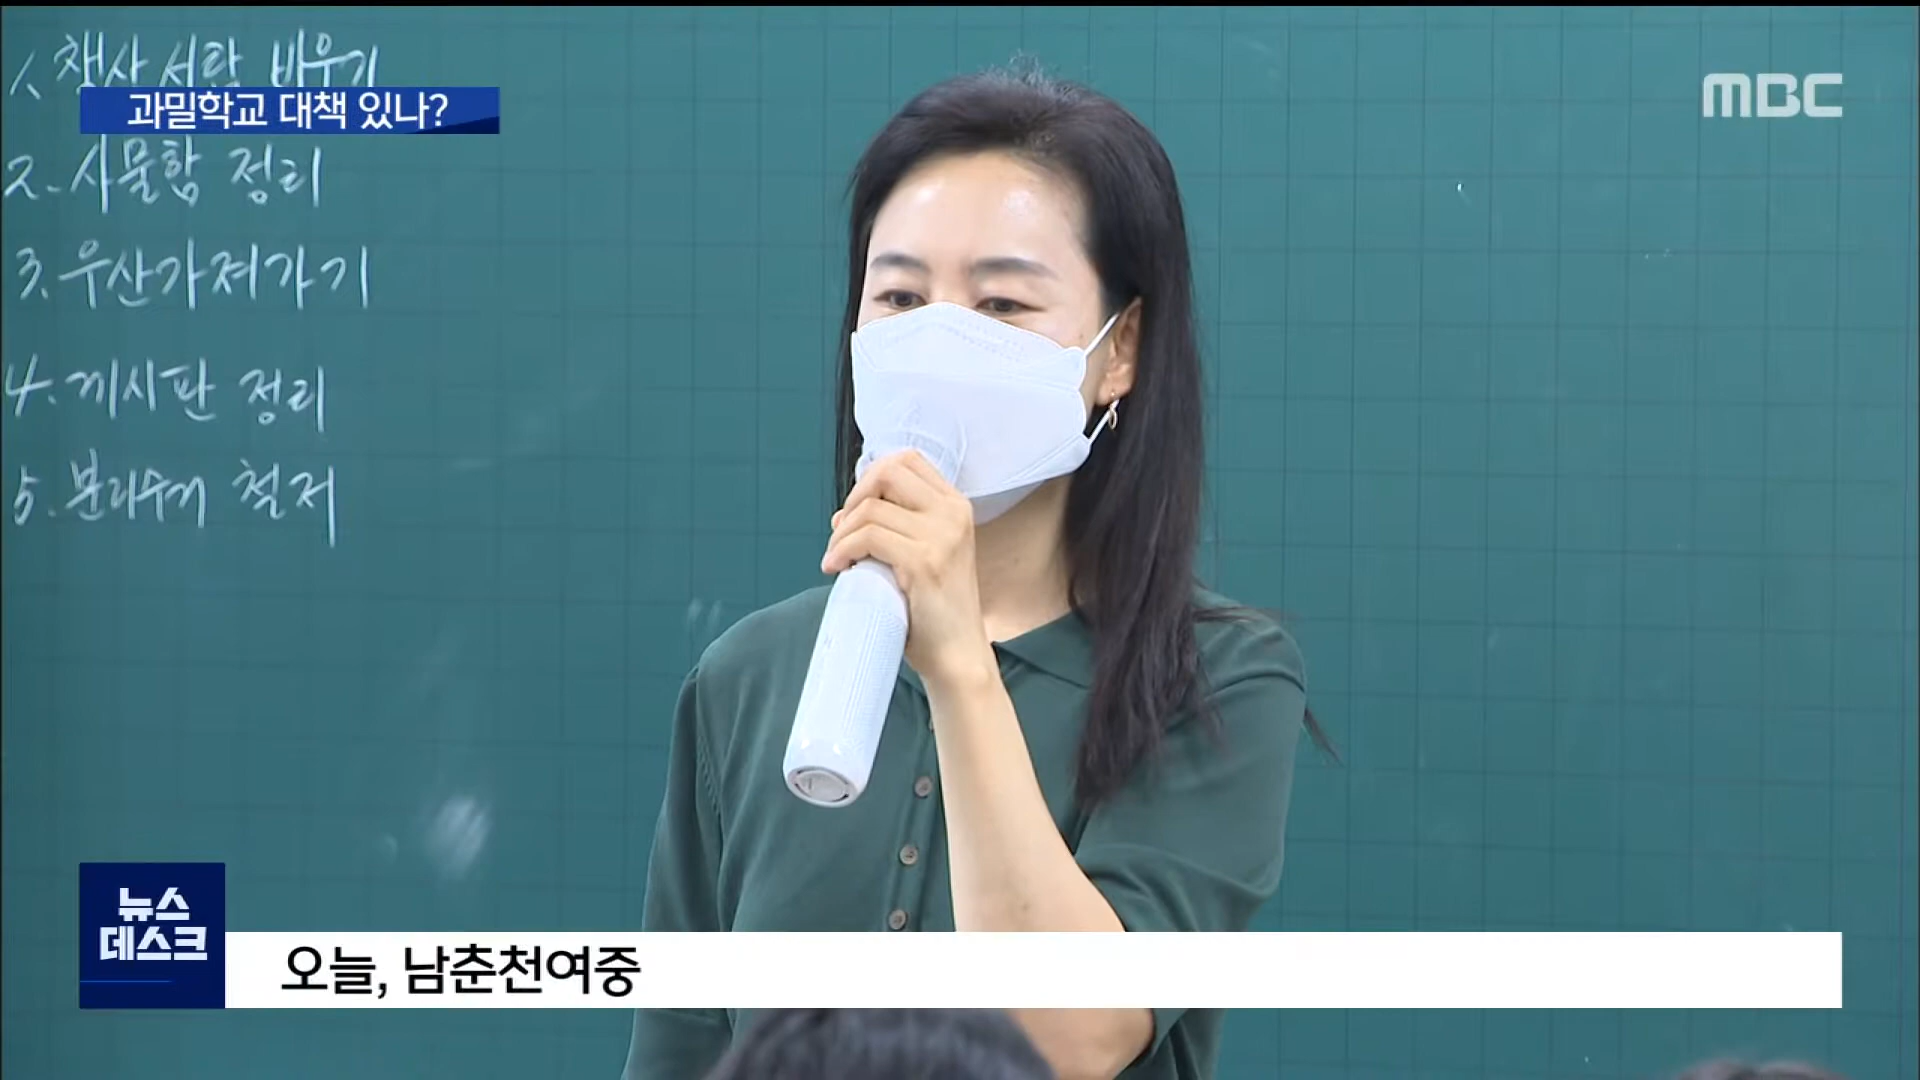 1. 책상 서랍 비우기
과밀학교 대책 있나?
MBC
2. 사물함 정리
3. 우산가져가기
4. 께시판 정리
5. 분리수거 철저
뉴스
데스크
오늘, 남춘천여중